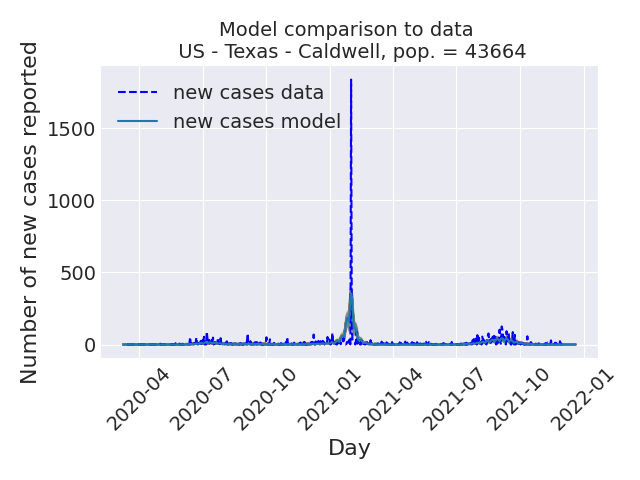 Model comparison to data
US - Texas - Caldwell, pop. = 43664
new cases data
new cases model
Number of new cases reported
1500
1000
500
0
2020-04
2020-07
2020-10
2021-01
2021-04
2021-07
2021-10
2022-01
Day